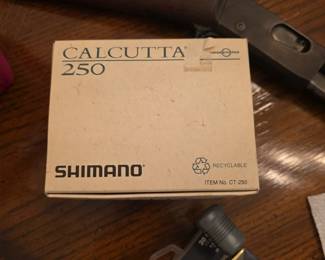 CALCUTTA
250
SHIMANO
RECYCLABLE
ITEM No. CT-250